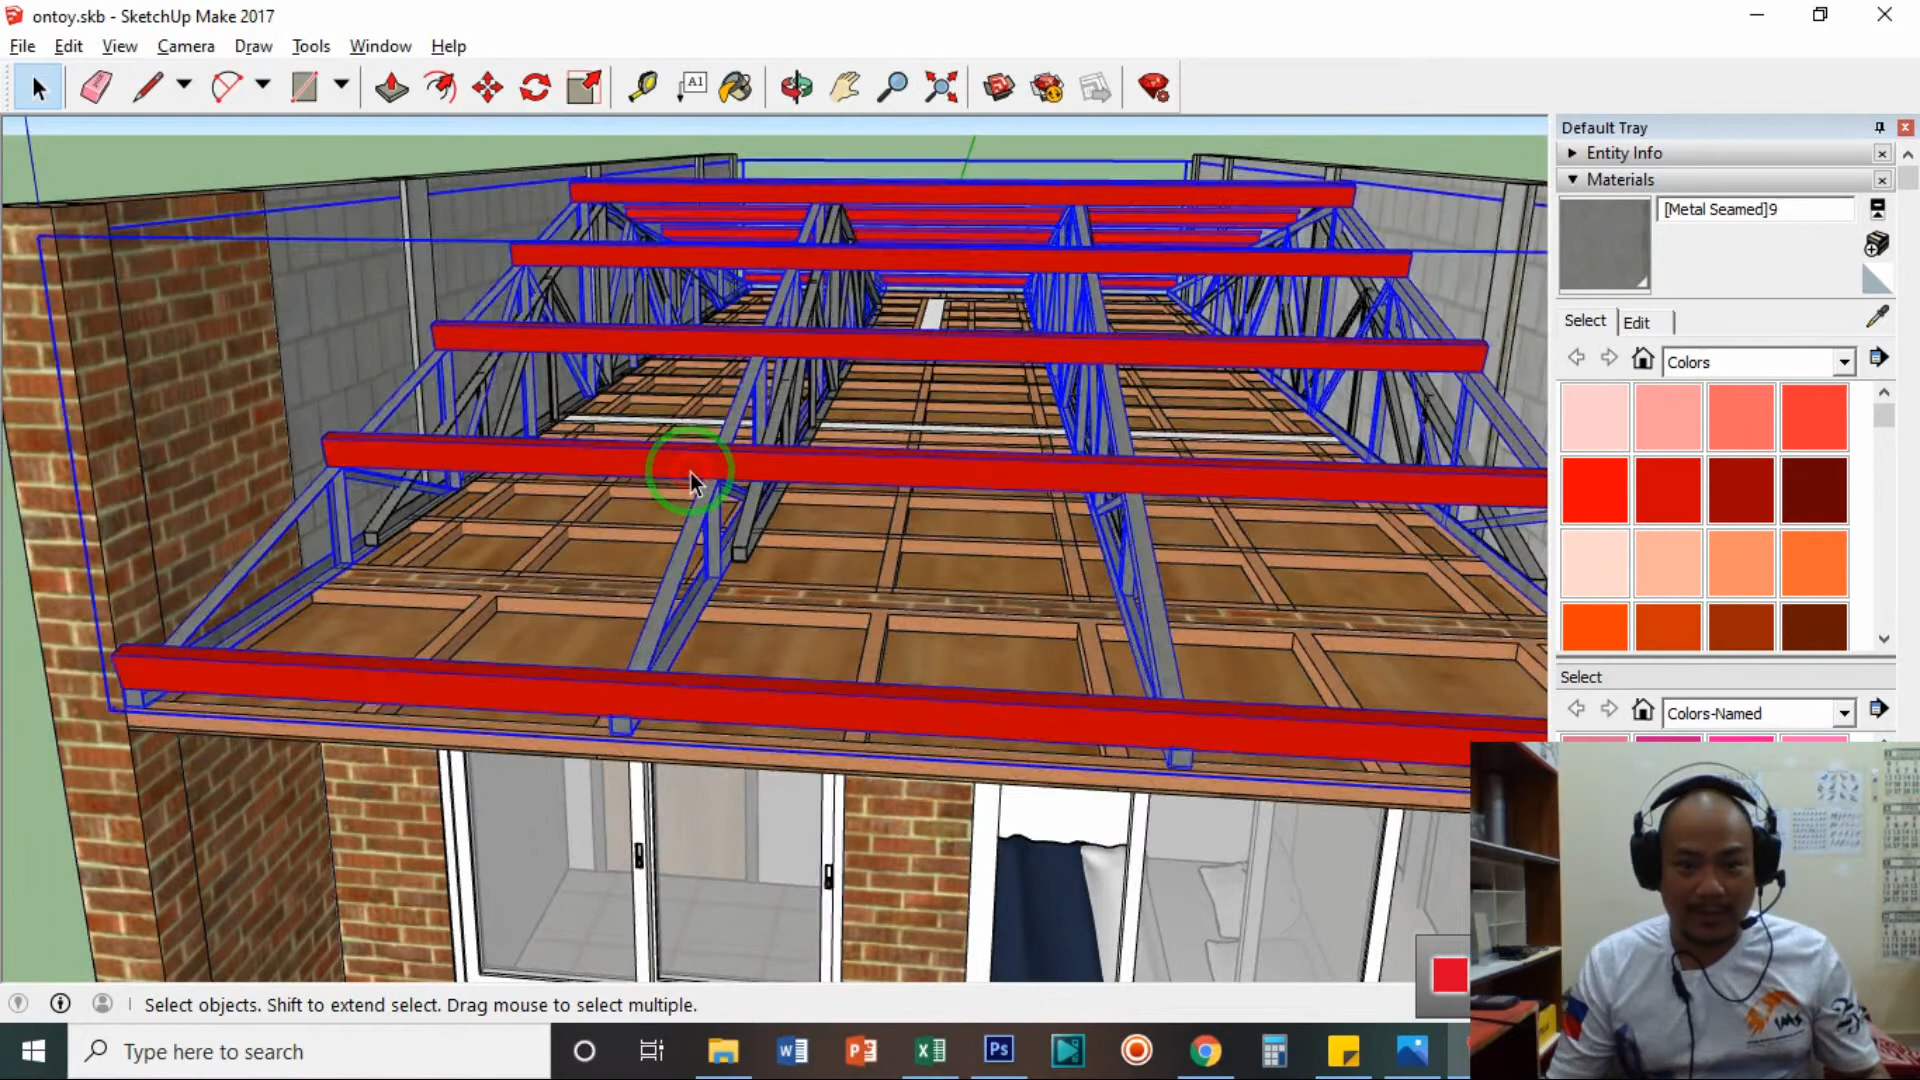 ontoy.skb - SketchUp Make 2017
File Edit View Camera Draw Tools Window Help
A1
Default Tray
Entity Info
Materials
[Metal Seamed]9
Select Edit
Colors
Select
Colors-Named
Select objects. Shift to extend select. Drag mouse to select multiple.
Type here to search
Ps